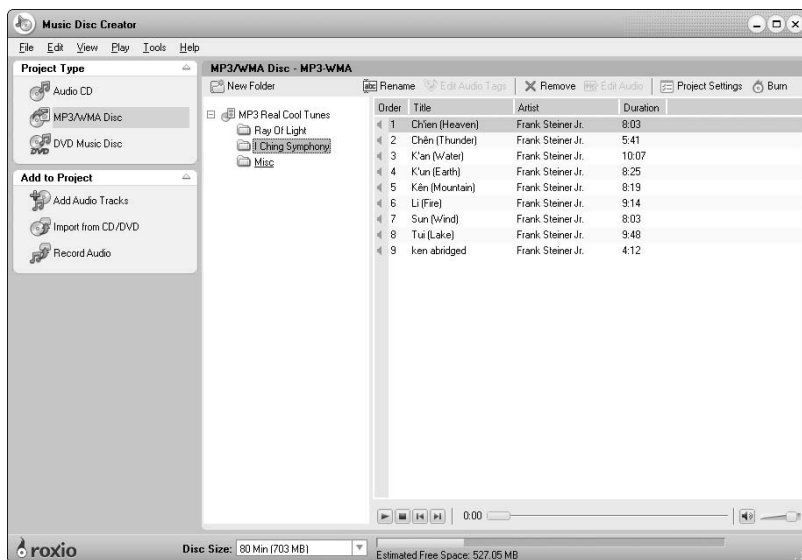 Music Disc Creator
File Edit View Play Tools Help
Project Type
Audio CD
MP3/WMA Disc
DVD Music Disc
Add to Project
Add Audio Tracks
Import from CD/DVD
Record Audio
MP3/WMA Disc - MP3-WMA
New Folder
Rename Edit Audio Tags Remove Edit Audio Project Settings Burn
MP3 Real Cool Tunes
Ray Of Light
I Ching Symphony
Misc
Order Title Artist Duration
1 Ch'ien (Heaven) Frank Steiner Jr. 8:03
2 Chên (Thunder) Frank Steiner Jr. 5:41
3 K'an (Water) Frank Steiner Jr. 10:07
4 K'un (Earth) Frank Steiner Jr. 8:25
5 Kên (Mountain) Frank Steiner Jr. 8:19
6 Li (Fire) Frank Steiner Jr. 9:14
7 Sun (Wind) Frank Steiner Jr. 8:03
8 Tui (Lake) Frank Steiner Jr. 9:48
9 ken abridged Frank Steiner Jr. 4:12
0:00
roxio
Disc Size: 80 Min (703 MB)
Estimated Free Space: 527.05 MB